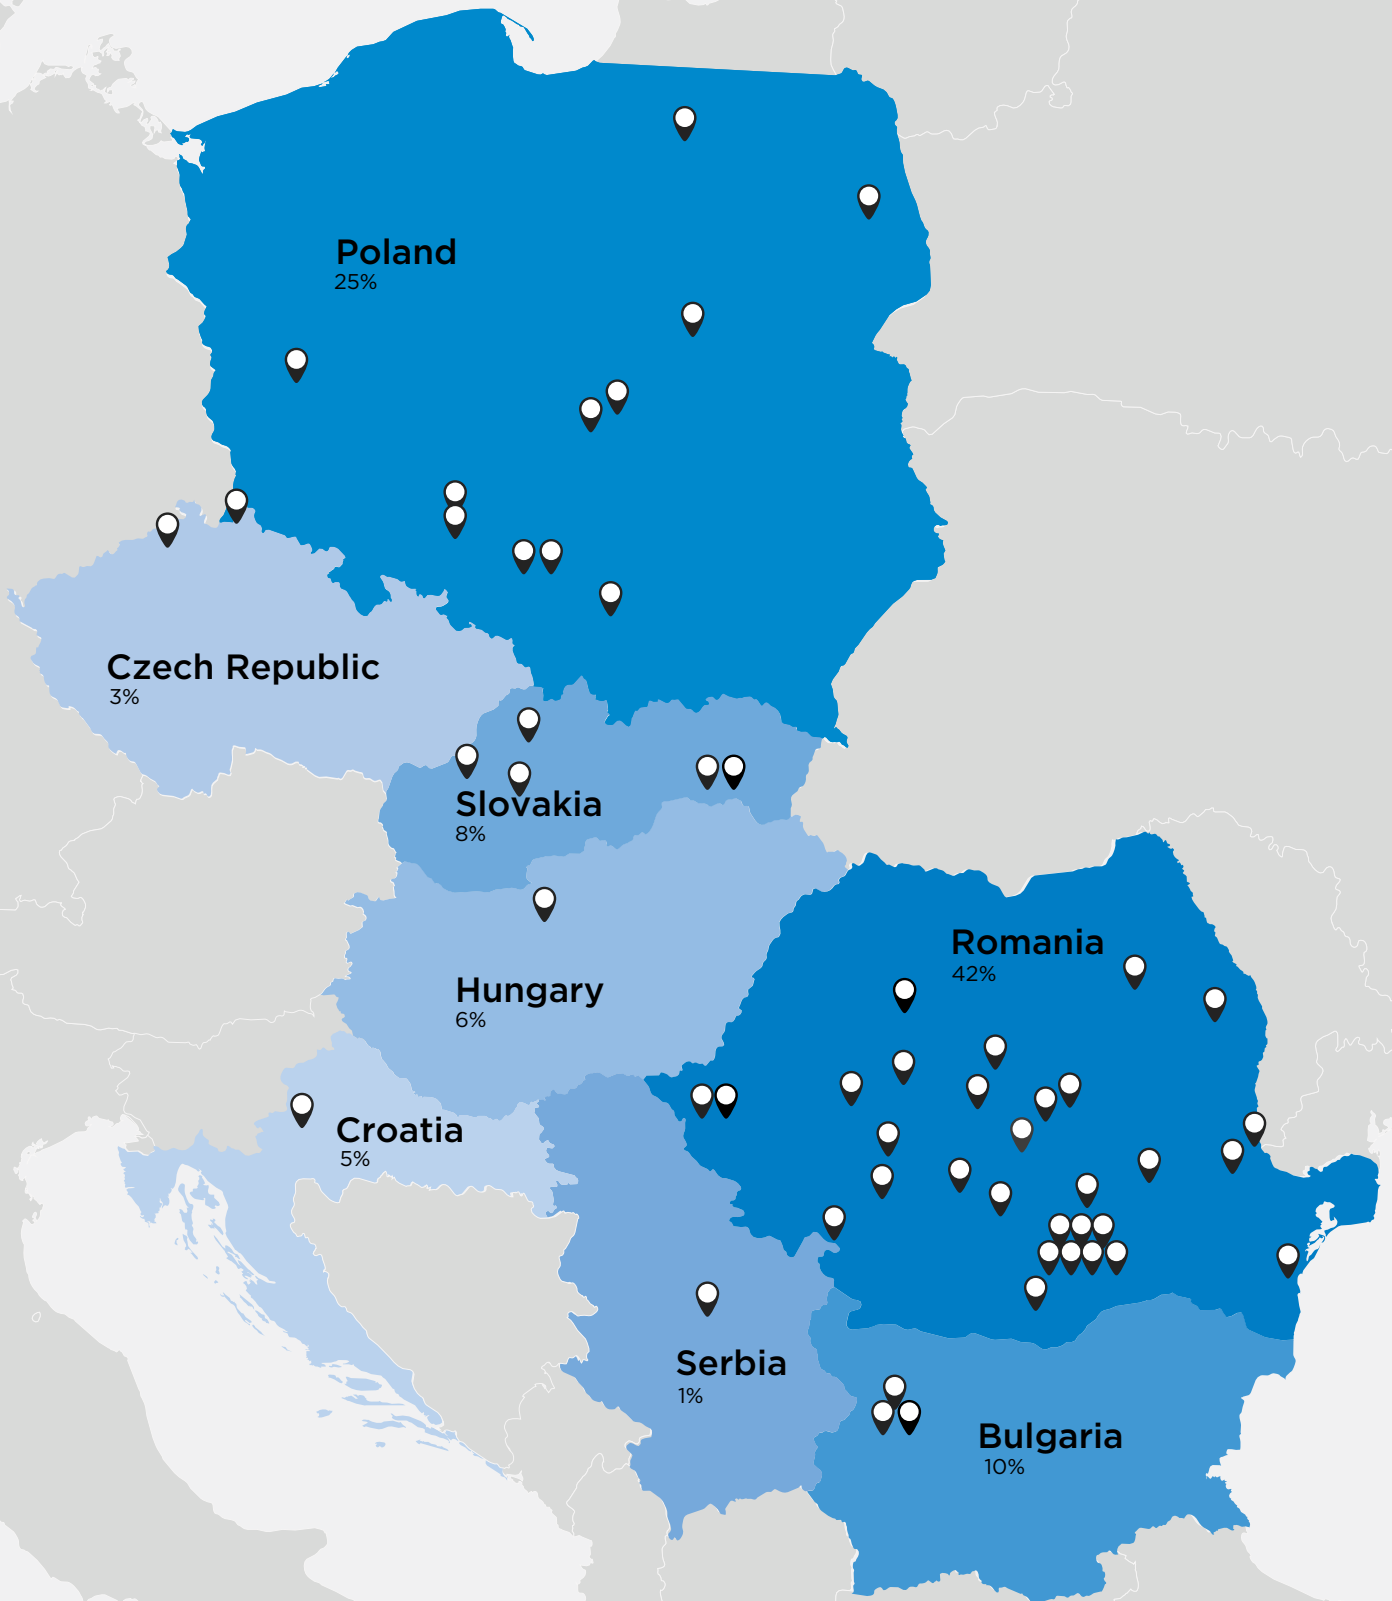 Poland
25%
Czech Republic
3%
Slovakia
8%
Romania
42%
Hungary
6%
Croatia
5%
Serbia
1%
Bulgaria
10%